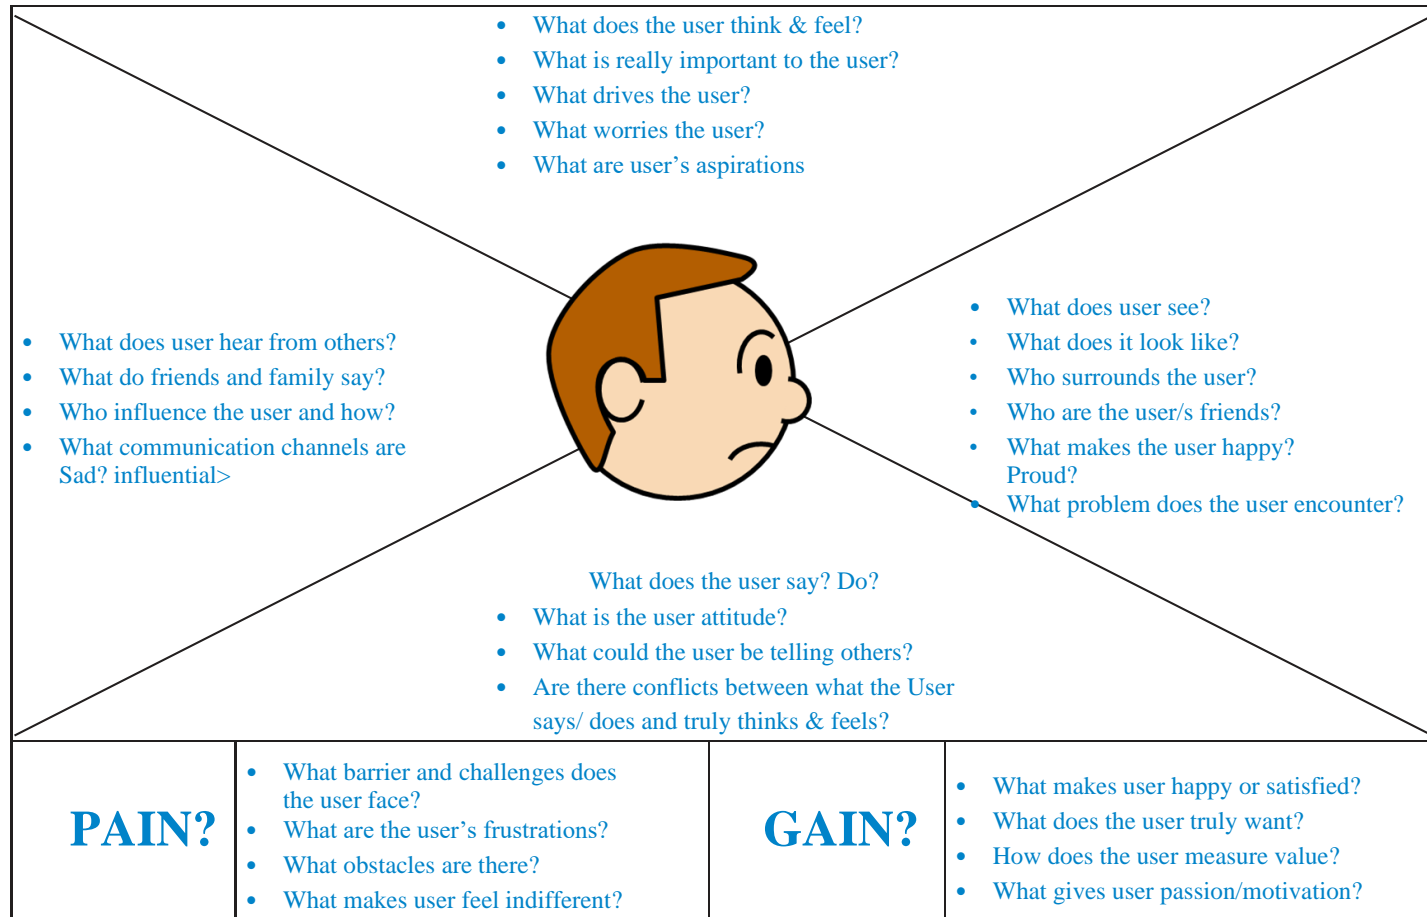 • What does the user think & feel?
• What is really important to the user?
• What drives the user?
• What worries the user?
• What are user’s aspirations
• What does user hear from others?
• What do friends and family say?
• Who influence the user and how?
• What communication channels are
Sad? influential>
• What does user see?
• What does it look like?
• Who surrounds the user?
• Who are the user/s friends?
• What makes the user happy?
Proud?
• What problem does the user encounter?
What does the user say? Do?
• What is the user attitude?
• What could the user be telling others?
• Are there conflicts between what the User
says/ does and truly thinks & feels?
PAIN?
• What barrier and challenges does
the user face?
• What are the user’s frustrations?
• What obstacles are there?
• What makes user feel indifferent?
GAIN?
• What makes user happy or satisfied?
• What does the user truly want?
• How does the user measure value?
• What gives user passion/motivation?